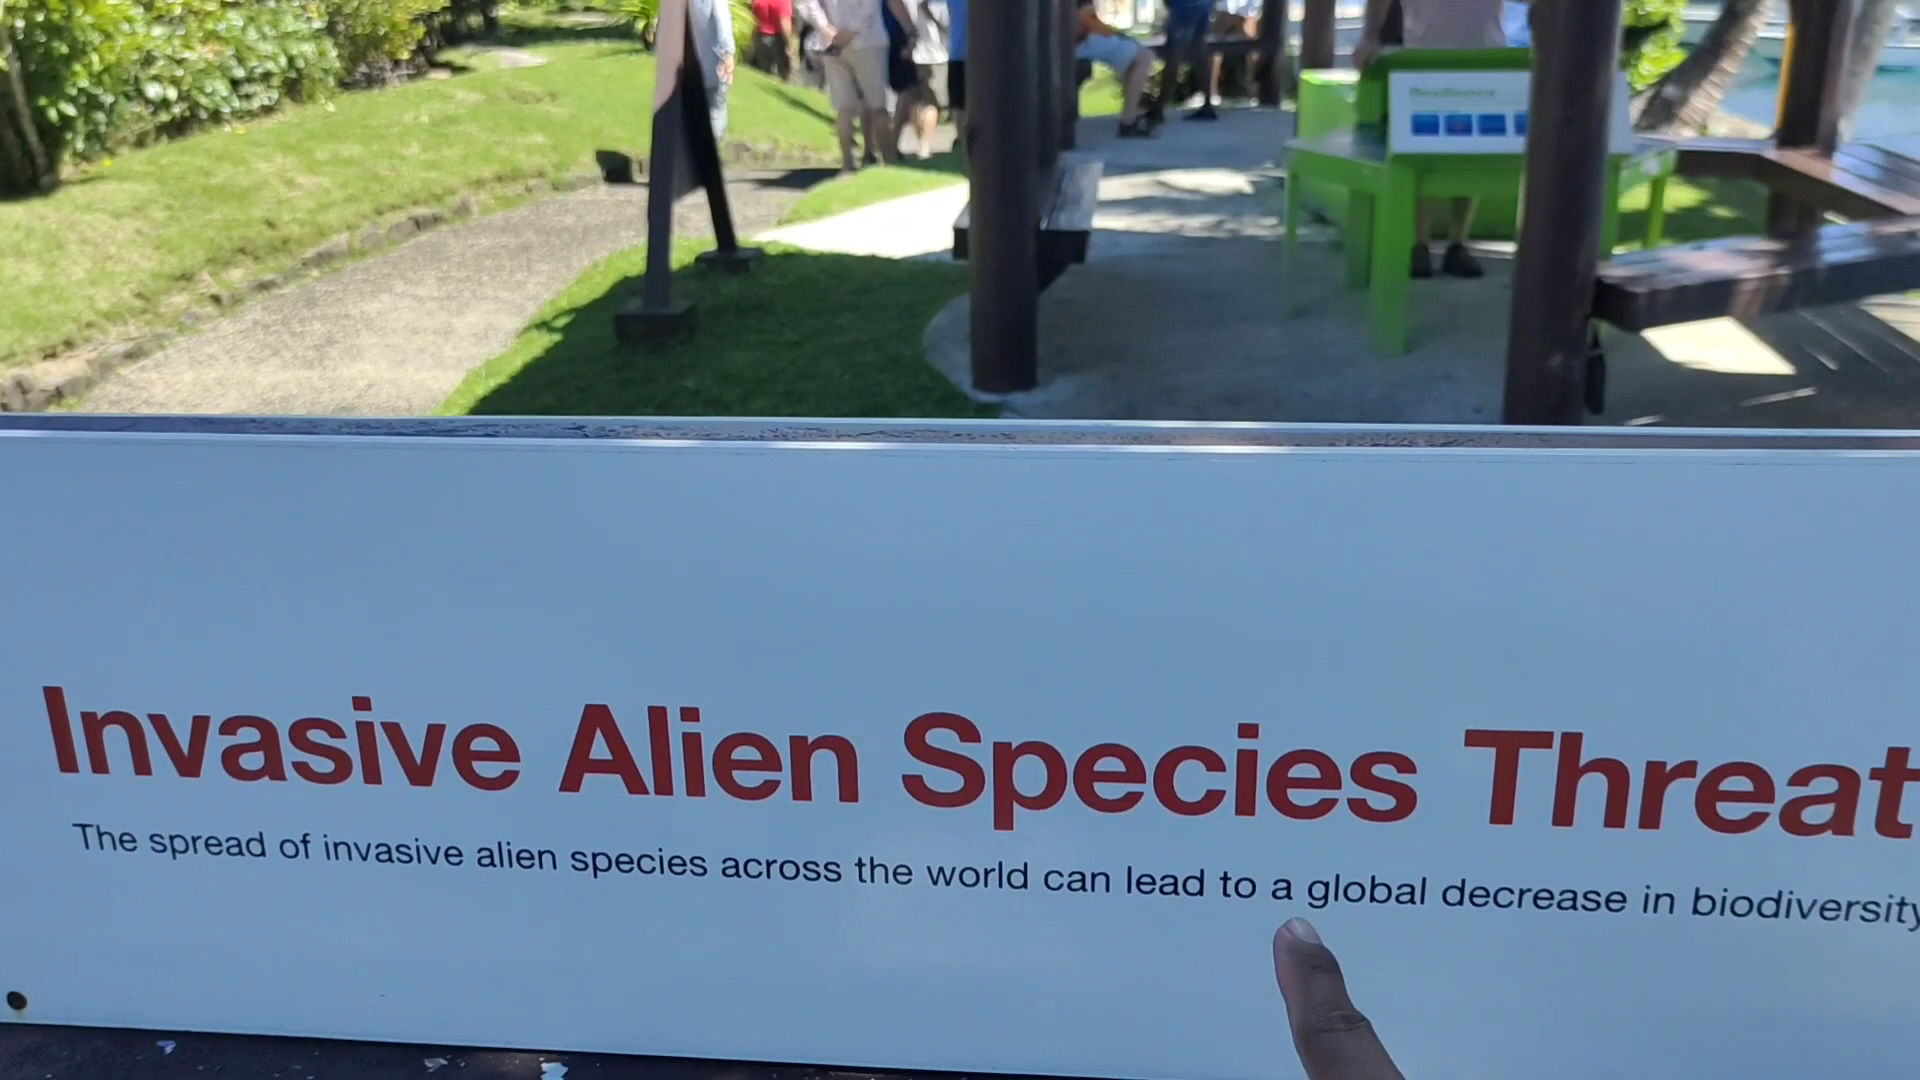 Resilience
Invasive Alien Species Threat
The spread of invasive alien species across the world can lead to a global decrease in biodiversity